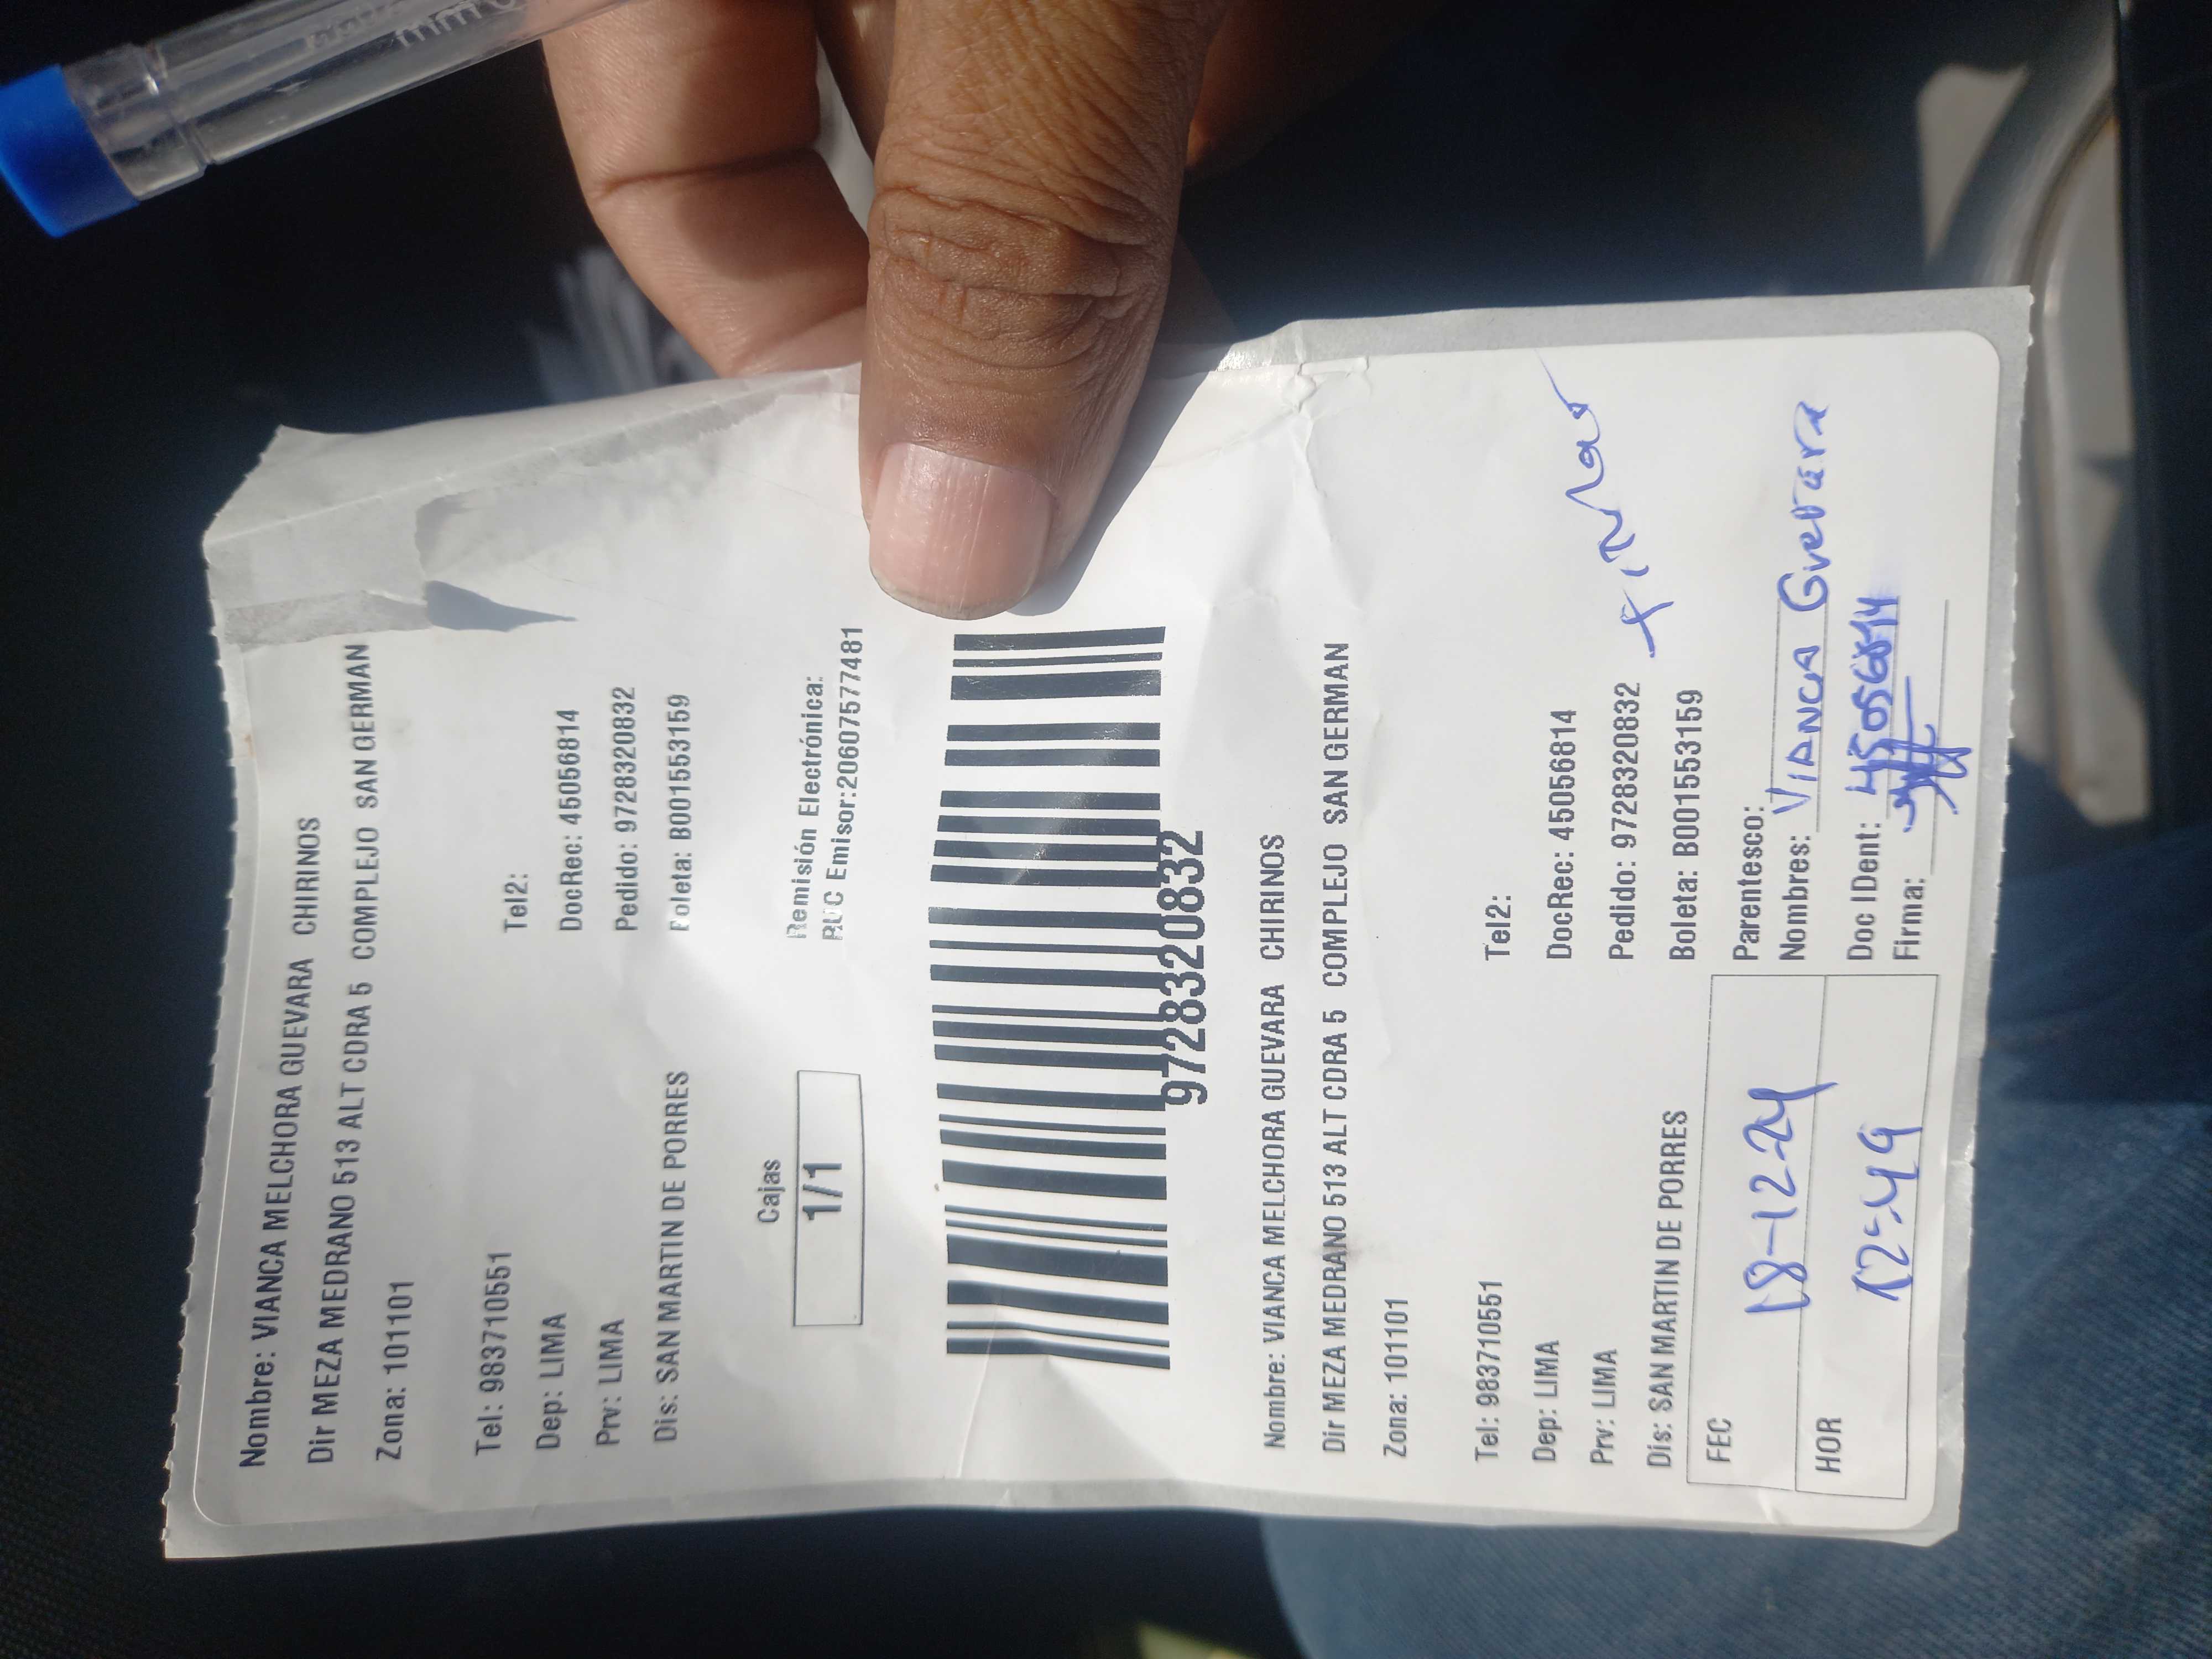 Nombre: VIANCA MELCHORA GUEVARA CHIRINOS
Dir MEZA MEDRANO 513 ALT CDRA 5 COMPLEJO SAN GERMAN
Zona: 101101
Tel: 983710551 Tel2:
Dep: LIMA DocRec: 45056814
Prv: LIMA Pedido: 9728320832
Dis: SAN MARTIN DE PORRES Boleta: B001553159
Cajas
1/1
Remisión Electrónica:
RUC Emisor:20607577481
9728320832
Nombre: VIANCA MELCHORA GUEVARA CHIRINOS
Dir MEZA MEDRANO 513 ALT CDRA 5 COMPLEJO SAN GERMAN
Zona: 101101
Tel: 983710551 Tel2:
Dep: LIMA DocRec: 45056814
Prv: LIMA Pedido: 9728320832
Dis: SAN MARTIN DE PORRES Boleta: B001553159
FEC 18-12-24 Parentesco:
Nombres: VIANCA Guevara
HOR 12:49 Doc IDent: 45056814
Firma: